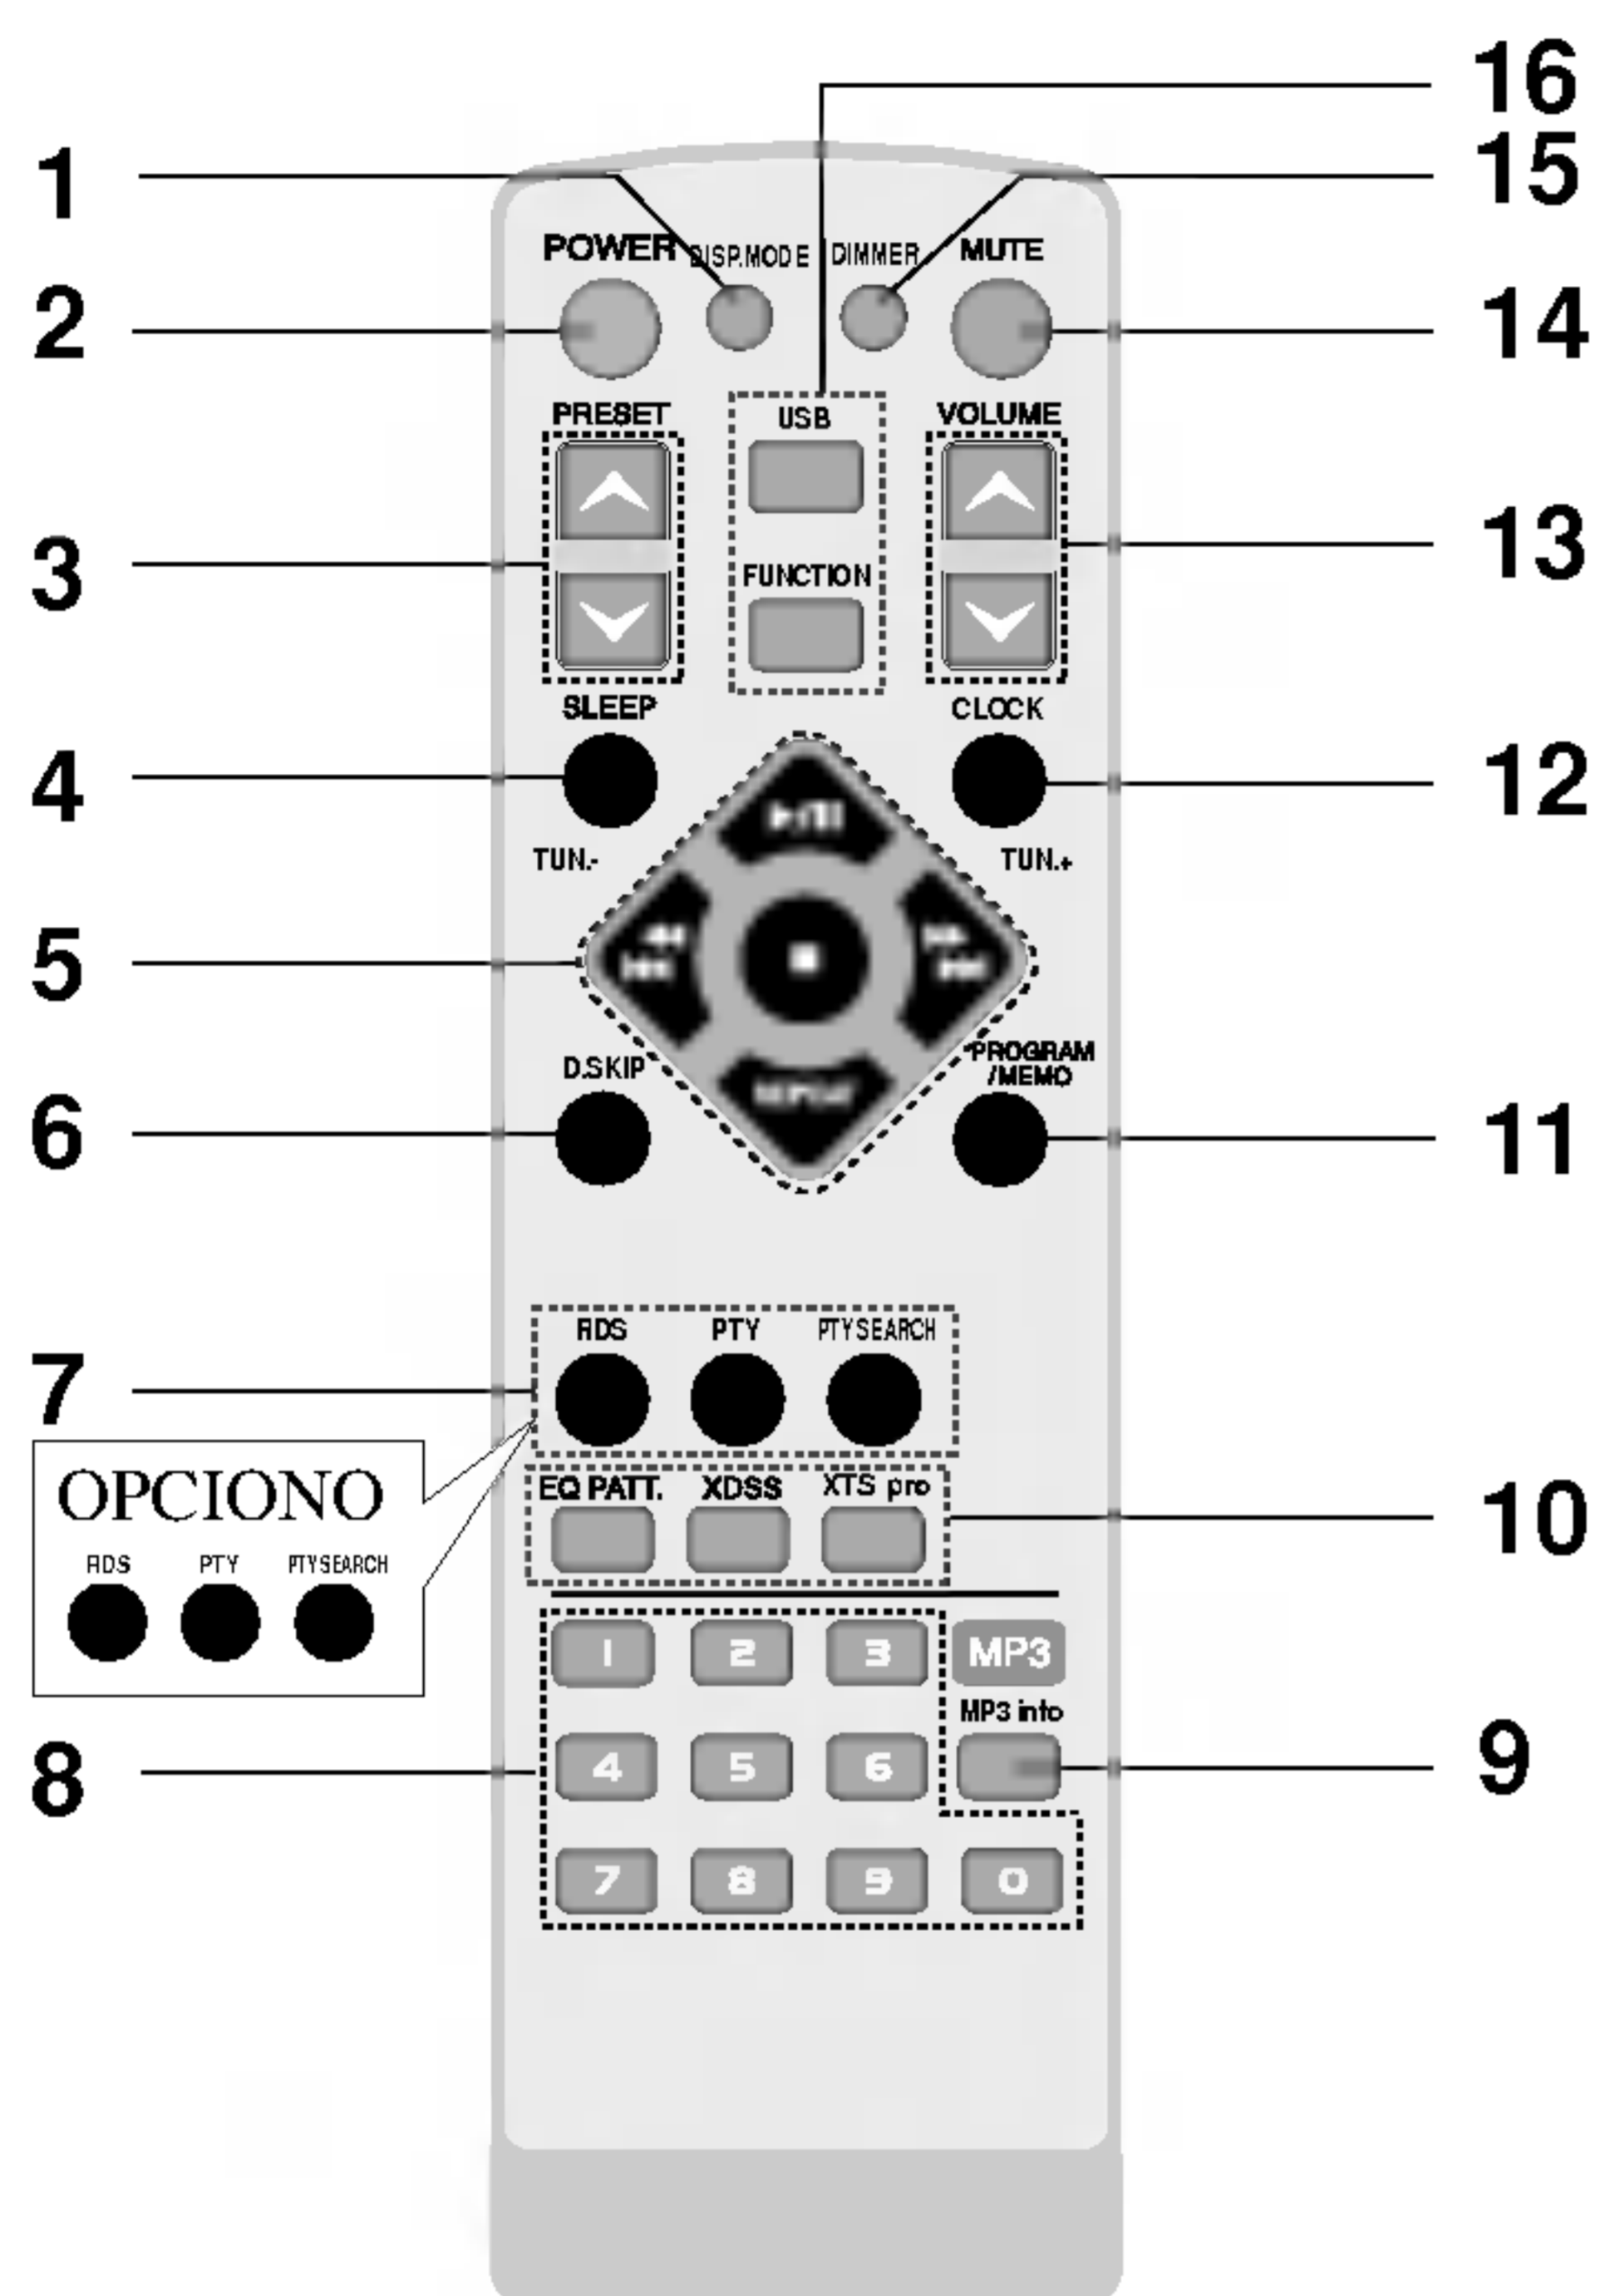 16
1
15
POWER DISP.MODE DIMMER MUTE
2
14
PRESET USB VOLUME
3
13
FUNCTION
SLEEP CLOCK
4
12
TUN.- TUN.+
5
D.SKIP PROGRAM
/MEMO
6
11
RDS PTY PTY SEARCH
7
OPCIONO
RDS PTY PTY SEARCH
EQ PATT. XDSS XTS pro
10
1 2 3 MP3
MP3 into
8
4 5 6
9
7 8 9 0